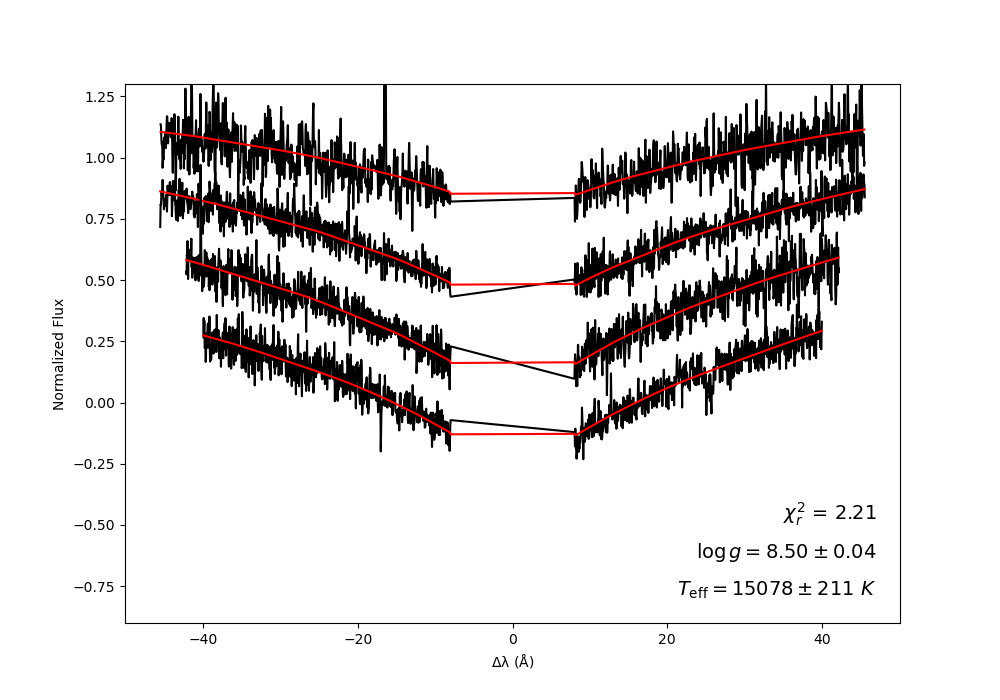 1.25
1.00
0.75
0.50
0.25
0.00
−0.25
−0.50
−0.75
Normalized Flux
χ²ᵣ = 2.21
log g = 8.50 ± 0.04
T_eff = 15078 ± 211 K
−40 −20 0 20 40
Δλ (Å)